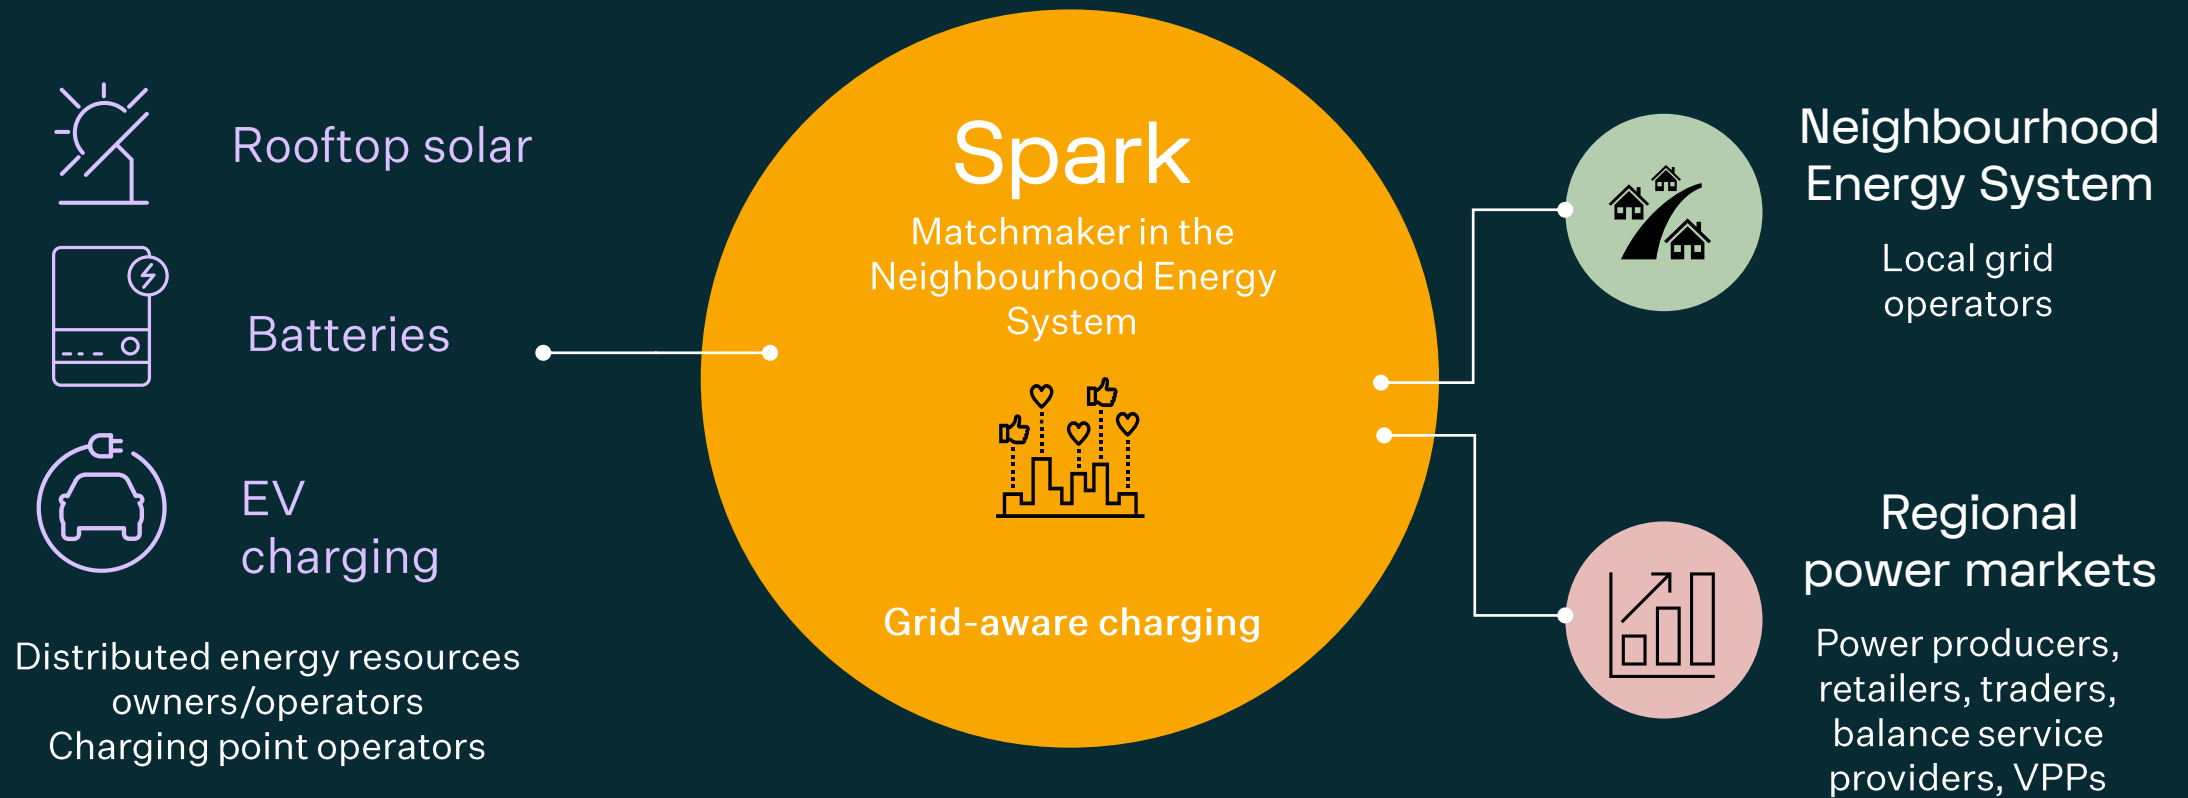 Rooftop solar
Batteries
EV
charging
Distributed energy resources
owners/operators
Charging point operators
Spark
Matchmaker in the
Neighbourhood Energy
System
Grid-aware charging
Neighbourhood
Energy System
Local grid
operators
Regional
power markets
Power producers,
retailers, traders,
balance service
providers, VPPs